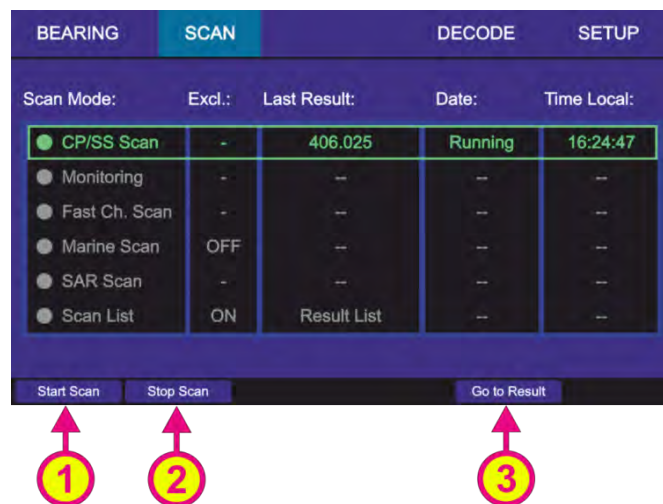 BEARING SCAN DECODE SETUP
Scan Mode: Excl.: Last Result: Date: Time Local:
CP/SS Scan - 406.025 Running 16:24:47
Monitoring - -- -- --
Fast Ch. Scan - -- -- --
Marine Scan OFF -- -- --
SAR Scan - -- -- --
Scan List ON Result List -- --
Start Scan Stop Scan Go to Result
1 2 3